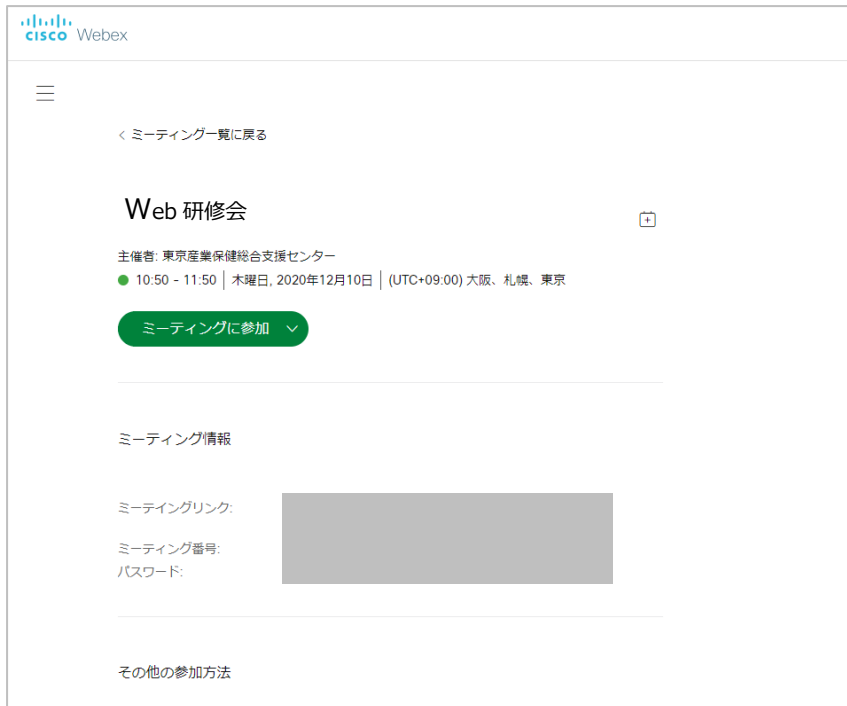 cisco Webex
< ミーティング一覧に戻る
Web 研修会
主催者: 東京産業保健総合支援センター
10:50 - 11:50 | 木曜日, 2020年12月10日 | (UTC+09:00) 大阪、札幌、東京
ミーティングに参加
ミーティング情報
ミーテイングリンク:
ミーティング番号:
パスワード:
その他の参加方法